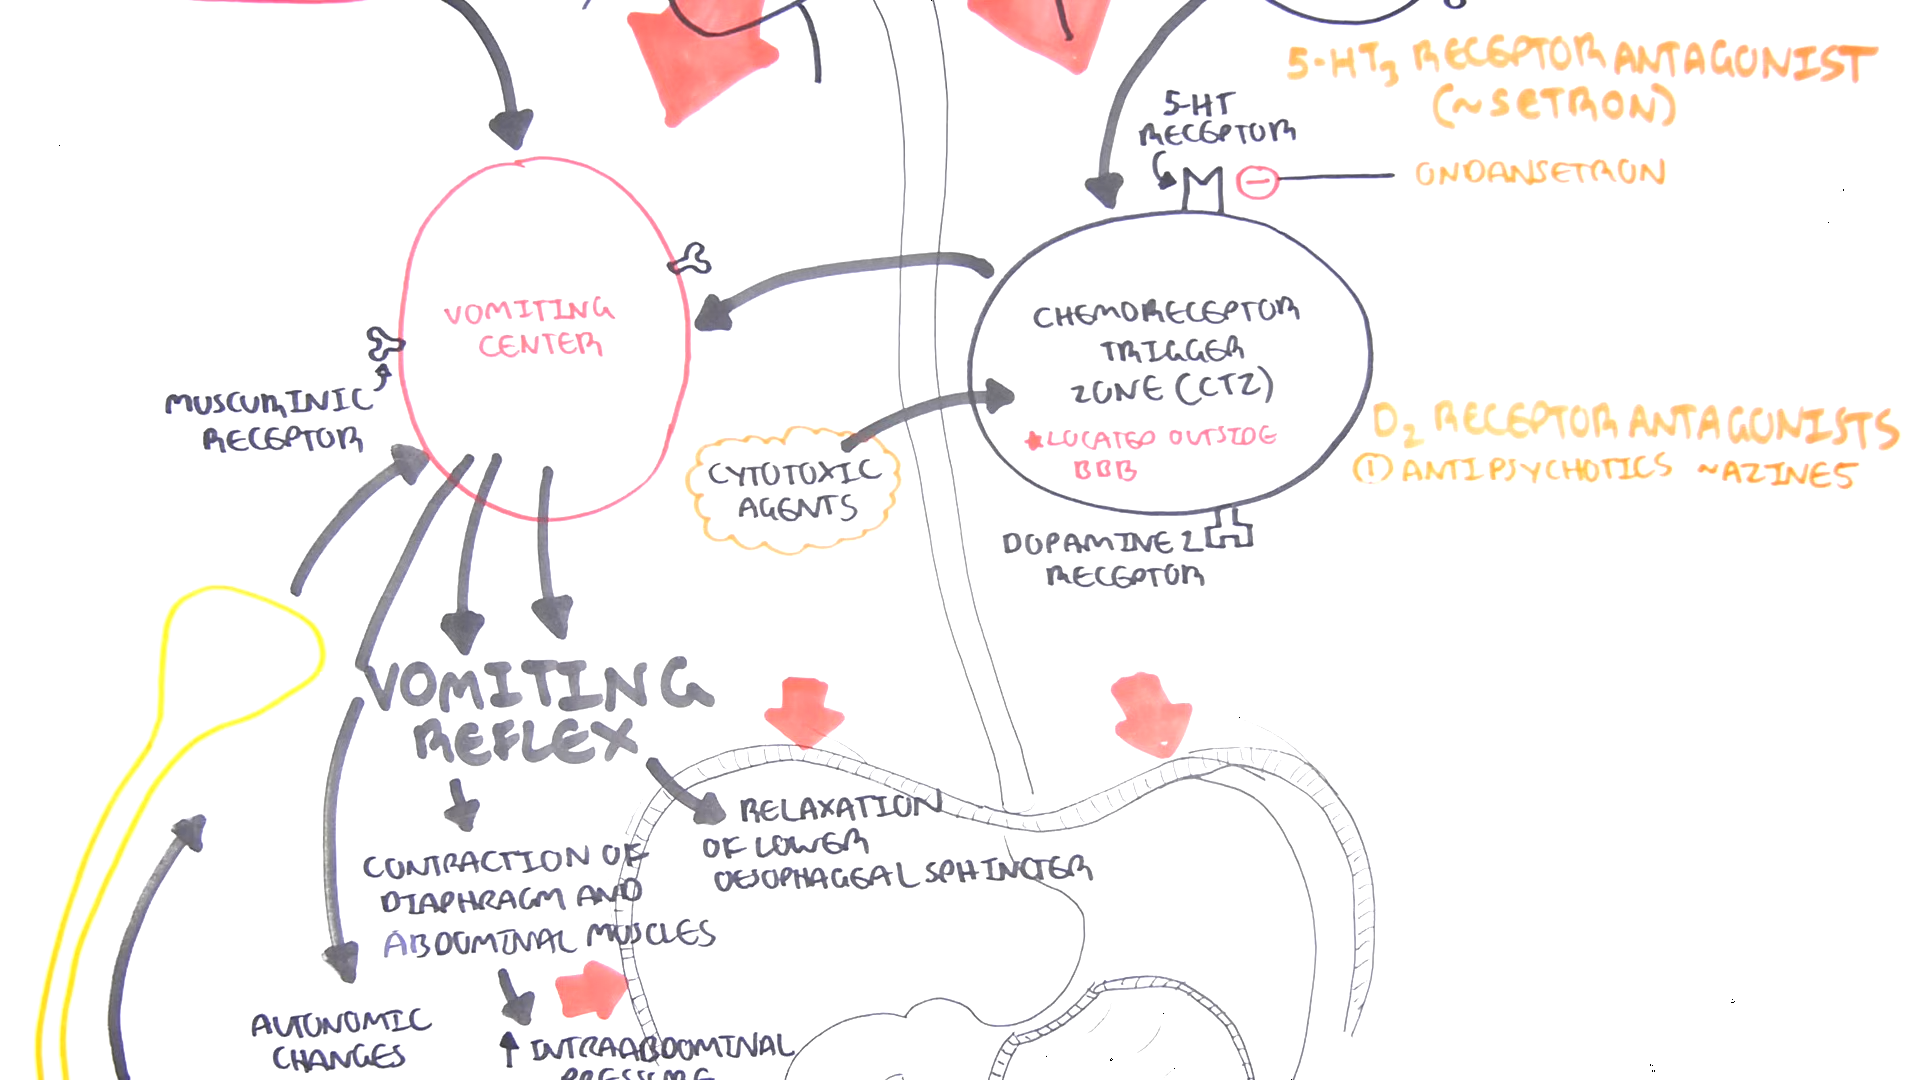 5-HT3 RECEPTOR ANTAGONIST
(~SETRON)
5-HT
RECEPTOR
ONDANSETRON
VOMITING
CENTER
MUSCURINIC
RECEPTOR
CHEMORECEPTOR
TRIGGER
ZONE (CTZ)
*LOCATED OUTSIDE
BBB
CYTOTOXIC
AGENTS
D2 RECEPTOR ANTAGONISTS
(1) ANTIPSYCHOTICS ~AZINES
DOPAMINE 2
RECEPTOR
VOMITING
REFLEX
RELAXATION
OF LOWER
OESOPHAGEAL SPHINCTER
CONTRACTION OF
DIAPHRAGM AND
ABDOMINAL MUSCLES
AUTONOMIC
CHANGES
↑ INTRAABDOMINAL
PRESSURE